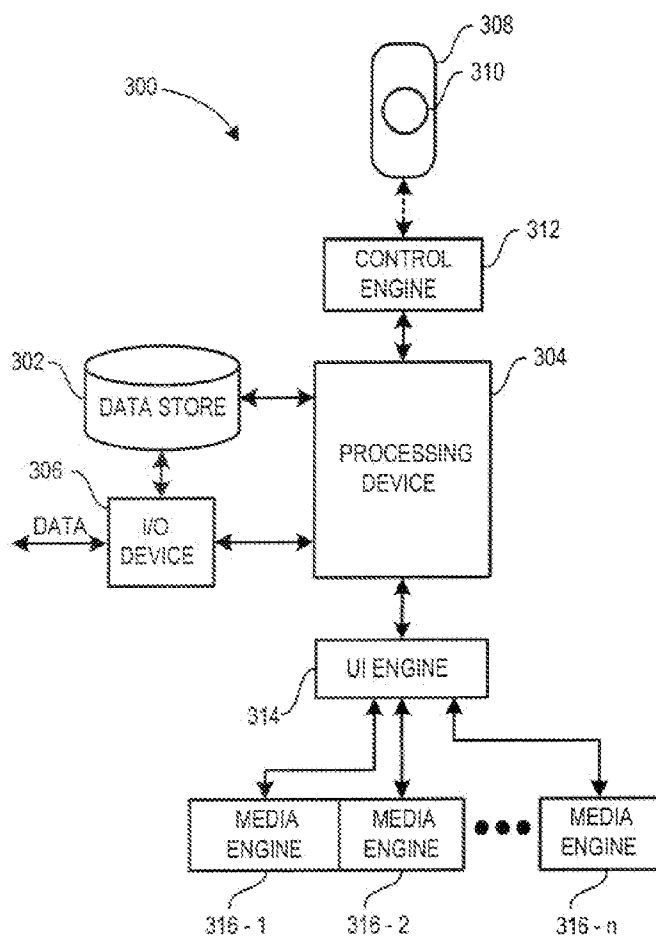 308
310
300
312
CONTROL
ENGINE
302
304
DATA STORE
PROCESSING
DEVICE
306
DATA
I/O
DEVICE
UI ENGINE
314
MEDIA
ENGINE
MEDIA
ENGINE
MEDIA
ENGINE
316 - 1
316 - 2
316 - n